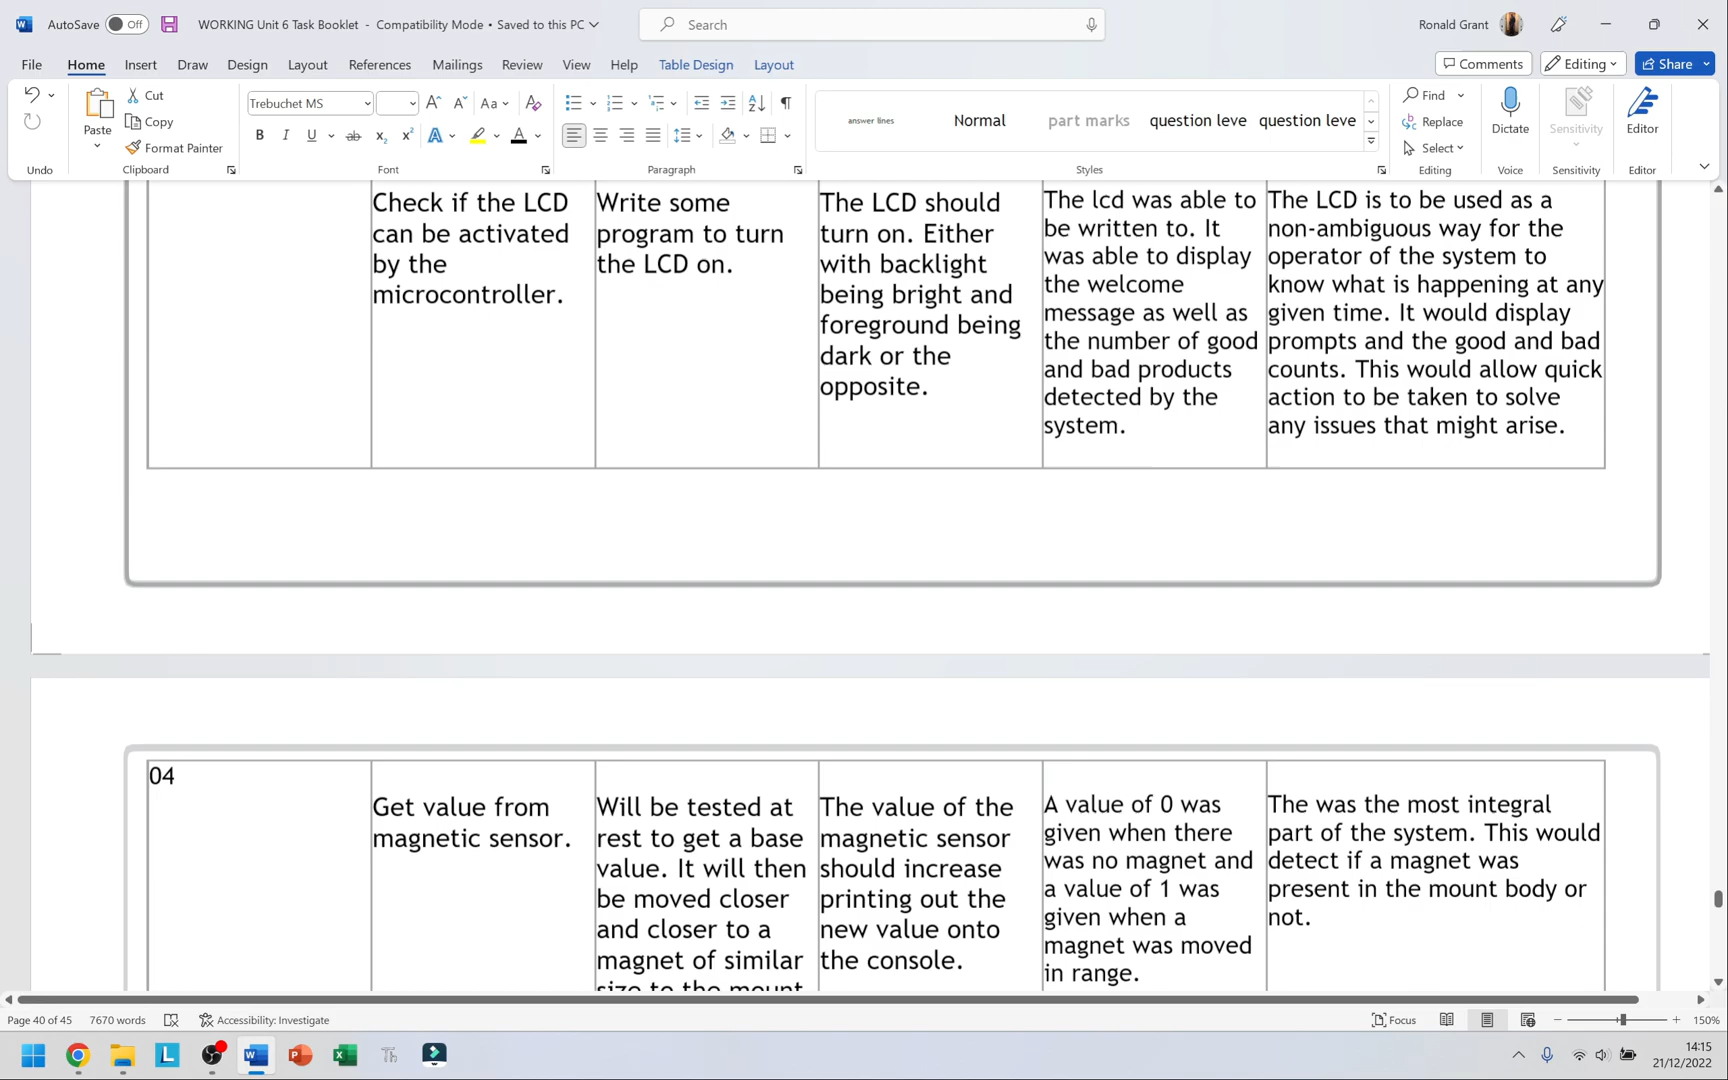 AutoSave Off WORKING Unit 6 Task Booklet - Compatibility Mode • Saved to this PC Search Ronald Grant
File Home Insert Draw Design Layout References Mailings Review View Help Table Design Layout Comments Editing Share
Cut
Copy
Format Painter
Paste
Undo Clipboard
Trebuchet MS
Font
Paragraph
answer lines Normal part marks question leve question leve
Styles
Find
Replace
Select
Editing
Dictate
Voice
Sensitivity
Sensitivity
Editor
Editor
Check if the LCD
can be activated
by the
microcontroller.
Write some
program to turn
the LCD on.
The LCD should
turn on. Either
with backlight
being bright and
foreground being
dark or the
opposite.
The lcd was able to
be written to. It
was able to display
the welcome
message as well as
the number of good
and bad products
detected by the
system.
The LCD is to be used as a
non-ambiguous way for the
operator of the system to
know what is happening at any
given time. It would display
prompts and the good and bad
counts. This would allow quick
action to be taken to solve
any issues that might arise.
04
Get value from
magnetic sensor.
Will be tested at
rest to get a base
value. It will then
be moved closer
and closer to a
magnet of similar
size to the mount
The value of the
magnetic sensor
should increase
printing out the
new value onto
the console.
A value of 0 was
given when there
was no magnet and
a value of 1 was
given when a
magnet was moved
in range.
The was the most integral
part of the system. This would
detect if a magnet was
present in the mount body or
not.
Page 40 of 45 7670 words Accessibility: Investigate Focus 150%
14:15
21/12/2022